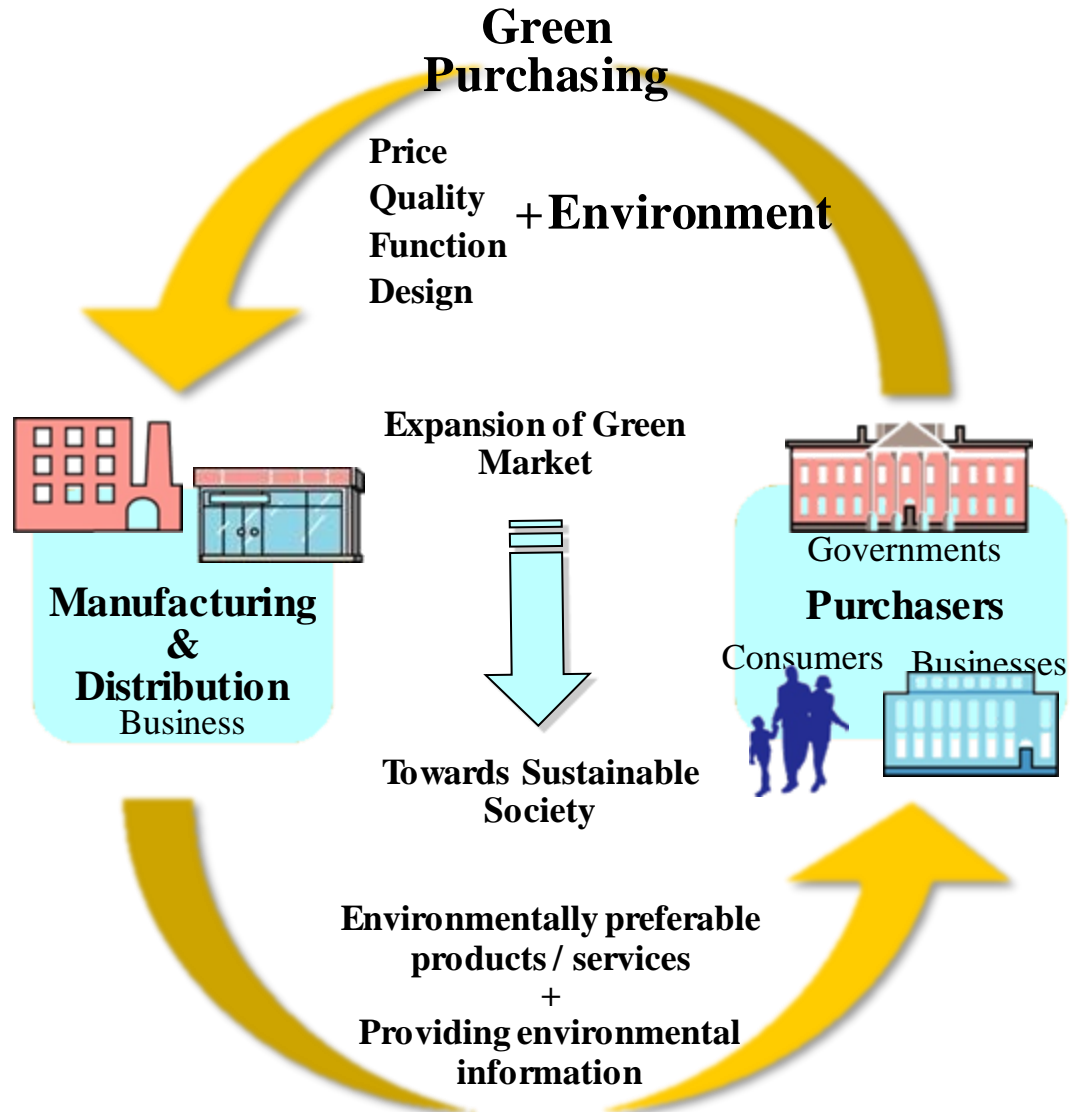 Green
Purchasing
Price
Quality
Function
Design
+ Environment
Expansion of Green
Market
Manufacturing
&
Distribution
Business
Governments
Purchasers
Consumers
Businesses
Towards Sustainable
Society
Environmentally preferable
products / services
+
Providing environmental
information